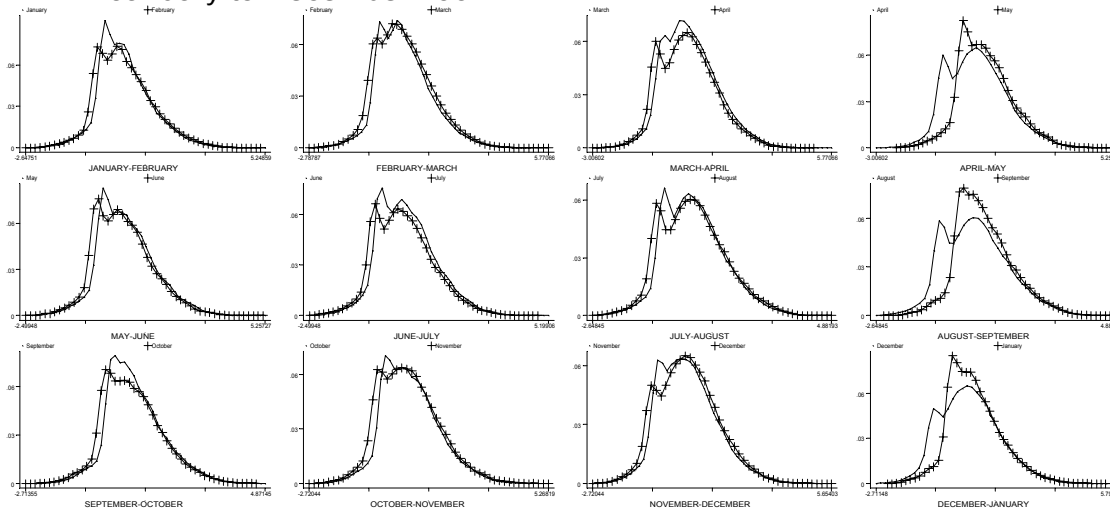 January February
February March
March April
April May
.06
.03
0
-2.64751 5.24659
JANUARY-FEBRUARY
.06
.03
0
-2.78787 5.77086
FEBRUARY-MARCH
.06
.03
0
-3.00602 5.77086
MARCH-APRIL
.06
.03
0
-3.00602
APRIL-MAY
May June
June July
July August
August September
.06
.03
0
-2.49948 5.25727
MAY-JUNE
.06
.03
0
-2.49948 5.19906
JUNE-JULY
.06
.03
0
-2.64845 4.88193
JULY-AUGUST
.06
.03
0
-2.64845
AUGUST-SEPTEMBER
September October
October November
November December
December January
.06
.03
0
-2.71355 4.87145
SEPTEMBER-OCTOBER
.06
.03
0
-2.72044 5.26819
OCTOBER-NOVEMBER
.06
.03
0
-2.72044 5.65403
NOVEMBER-DECEMBER
.06
.03
0
-2.71148
DECEMBER-JANUARY